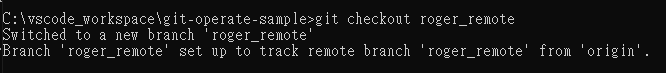 C:\vscode_workspace\git-operate-sample>git checkout roger_remote
Switched to a new branch 'roger_remote'
Branch 'roger_remote' set up to track remote branch 'roger_remote' from 'origin'.